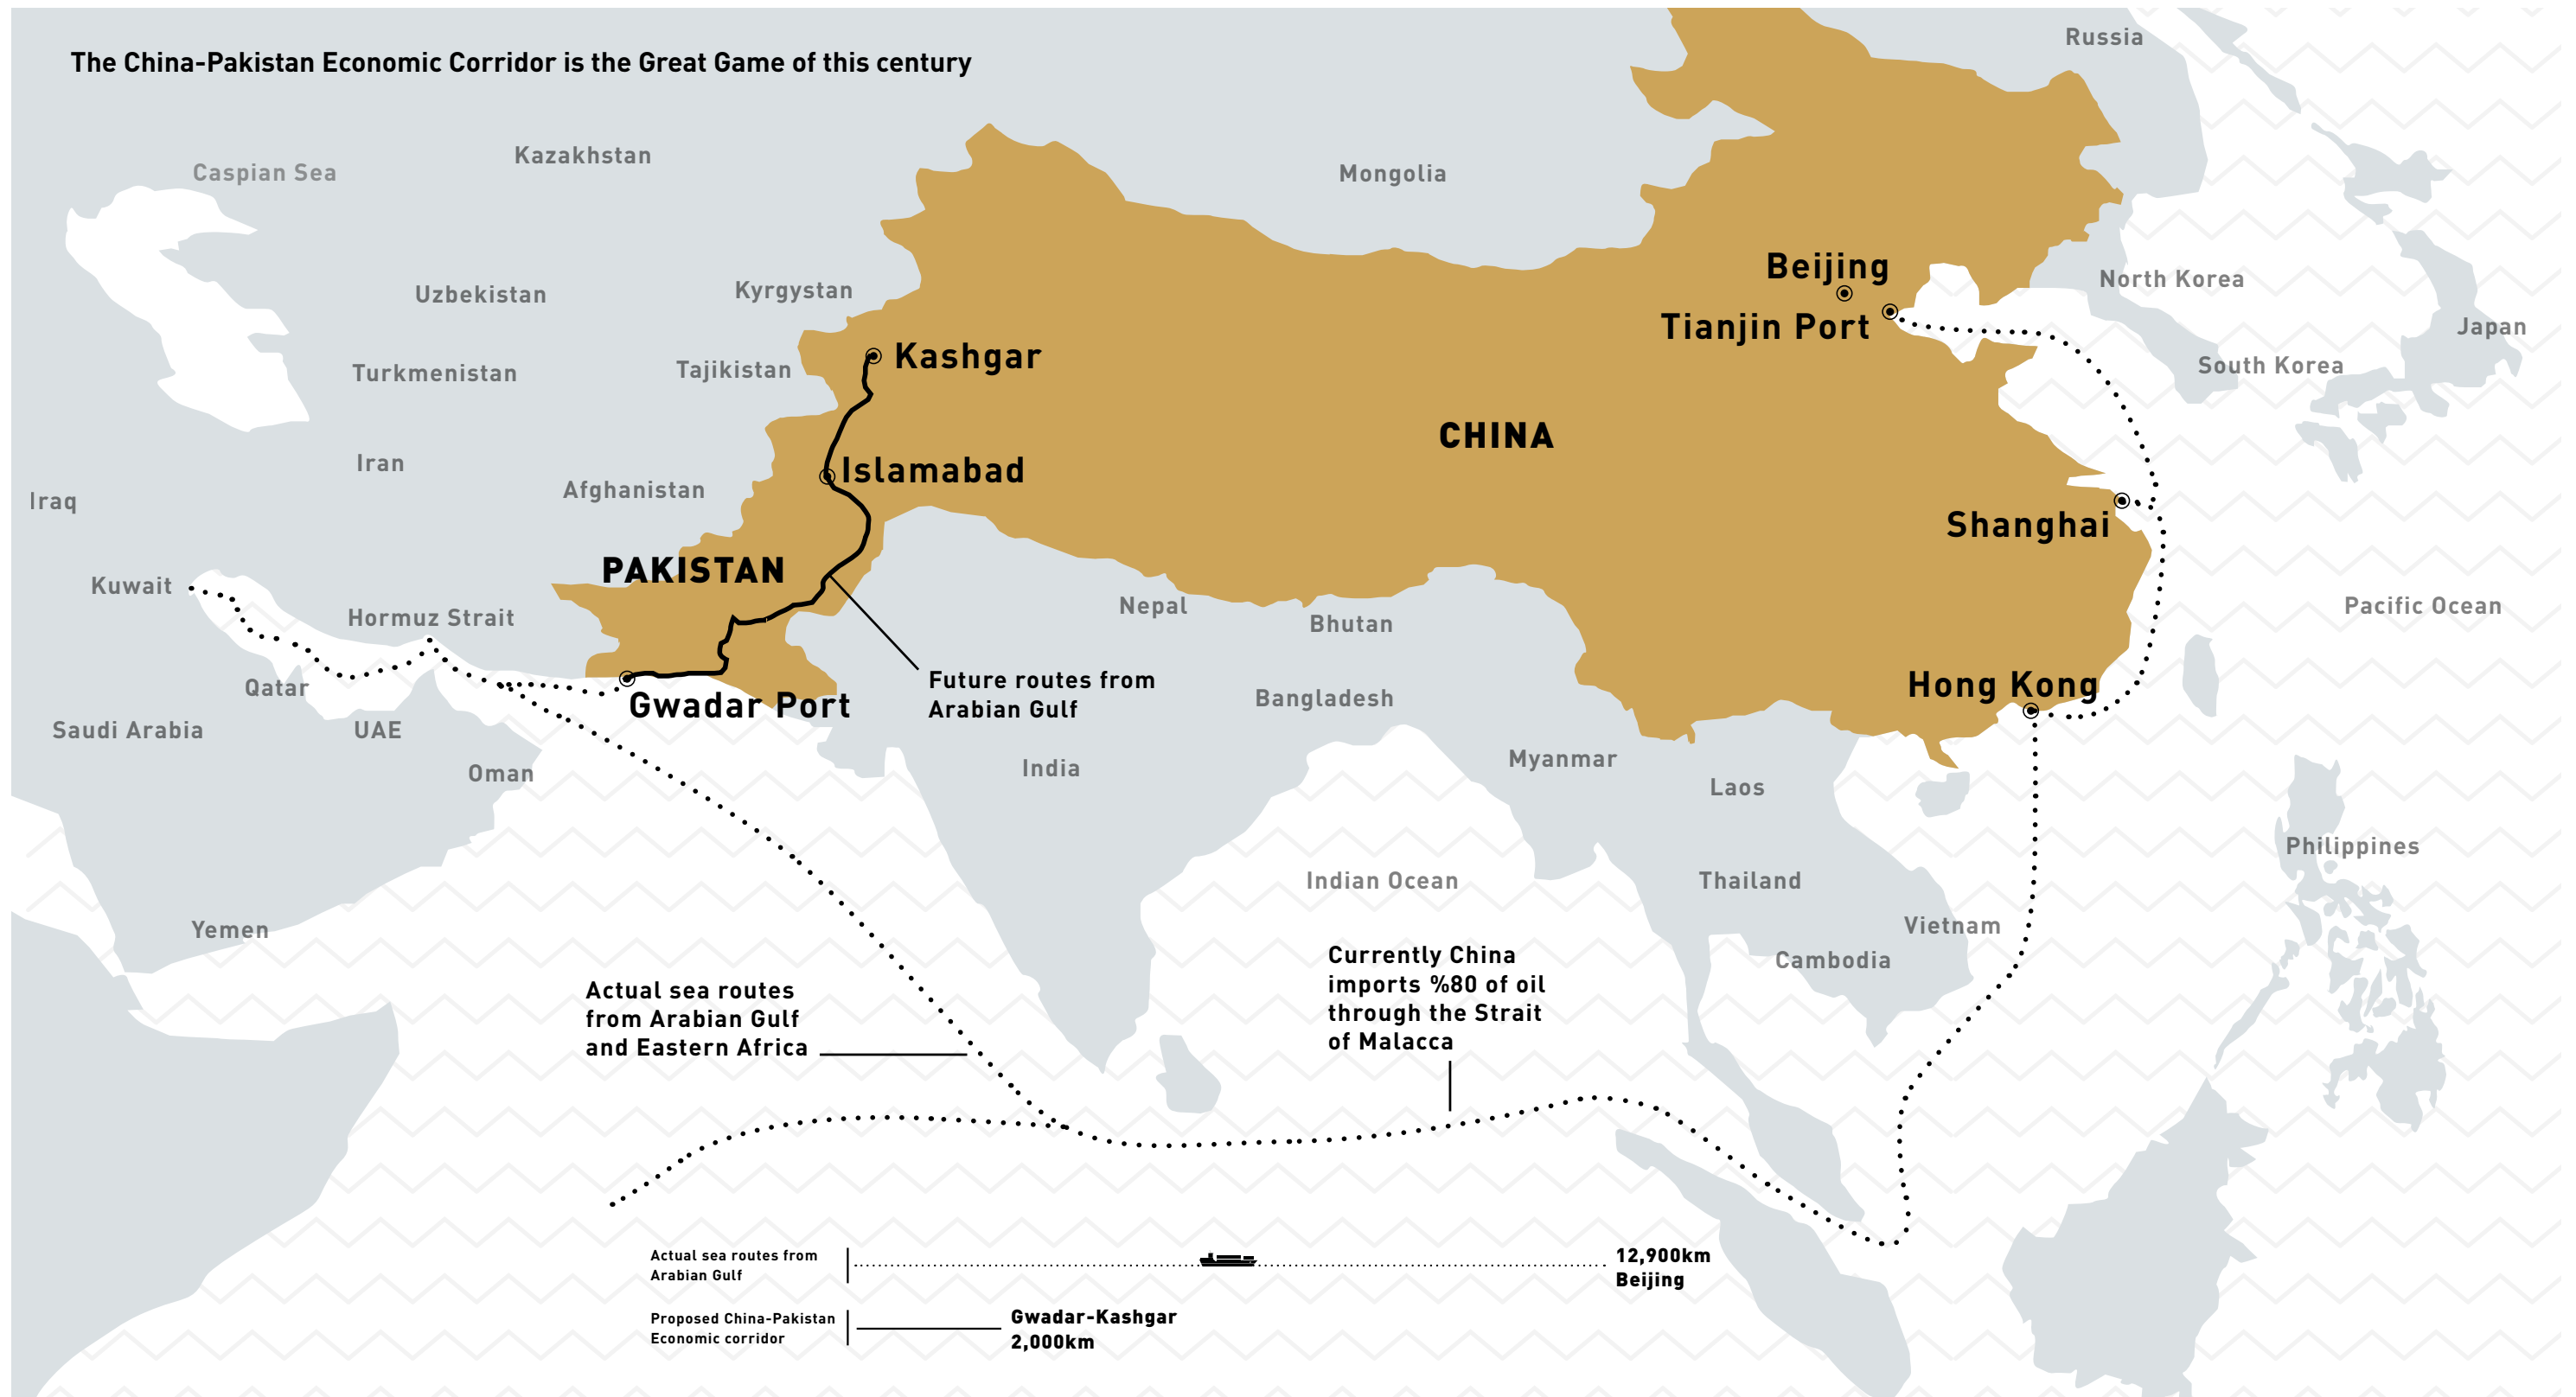 The China-Pakistan Economic Corridor is the Great Game of this century
Russia
Kazakhstan
Caspian Sea
Mongolia
Beijing
North Korea
Kyrgystan
Uzbekistan
Tianjin Port
Japan
Kashgar
South Korea
Tajikistan
Turkmenistan
CHINA
Iran
Islamabad
Afghanistan
Iraq
Shanghai
PAKISTAN
Kuwait
Nepal
Pacific Ocean
Hormuz Strait
Bhutan
Future routes from
Arabian Gulf
Qatar
Hong Kong
Bangladesh
Gwadar Port
Saudi Arabia
UAE
Myanmar
India
Oman
Laos
Philippines
Indian Ocean
Thailand
Vietnam
Yemen
Currently China
imports %80 of oil
through the Strait
of Malacca
Cambodia
Actual sea routes
from Arabian Gulf
and Eastern Africa
Actual sea routes from
Arabian Gulf
12,900km
Beijing
Proposed China-Pakistan
Economic corridor
Gwadar-Kashgar
2,000km